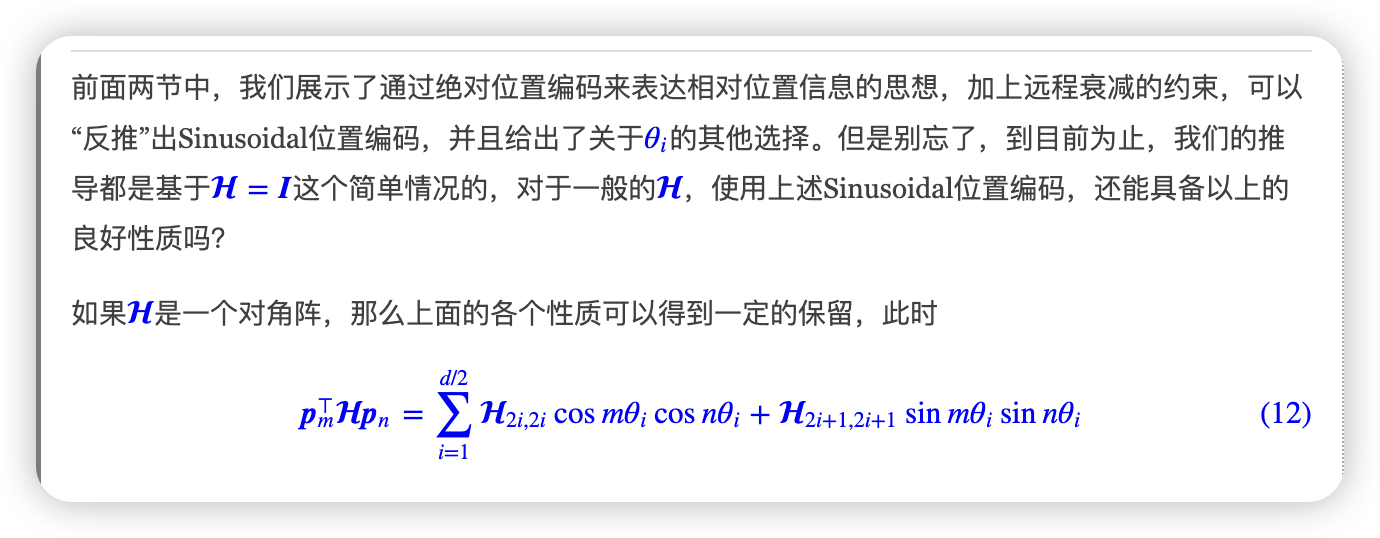 前面两节中，我们展示了通过绝对位置编码来表达相对位置信息的思想，加上远程衰减的约束，可以
“反推”出Sinusoidal位置编码，并且给出了关于θᵢ的其他选择。但是别忘了，到目前为止，我们的推
导都是基于𝓗 = 𝑰这个简单情况的，对于一般的𝓗，使用上述Sinusoidal位置编码，还能具备以上的
良好性质吗？
如果𝓗是一个对角阵，那么上面的各个性质可以得到一定的保留，此时
$\boldsymbol{p}_m^{\top}\boldsymbol{\mathcal{H}}\boldsymbol{p}_n = \sum_{i=1}^{d/2} \boldsymbol{\mathcal{H}}_{2i,2i} \cos m\theta_i \cos n\theta_i + \boldsymbol{\mathcal{H}}_{2i+1,2i+1} \sin m\theta_i \sin n\theta_i$ (12)